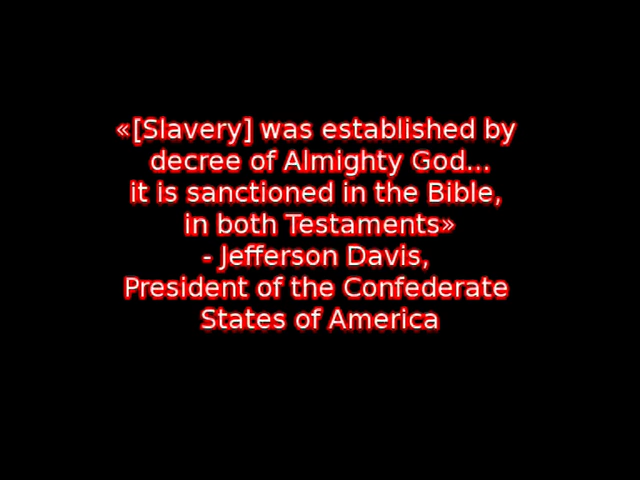 «[Slavery] was established by
decree of Almighty God...
it is sanctioned in the Bible,
in both Testaments»
- Jefferson Davis,
President of the Confederate
States of America